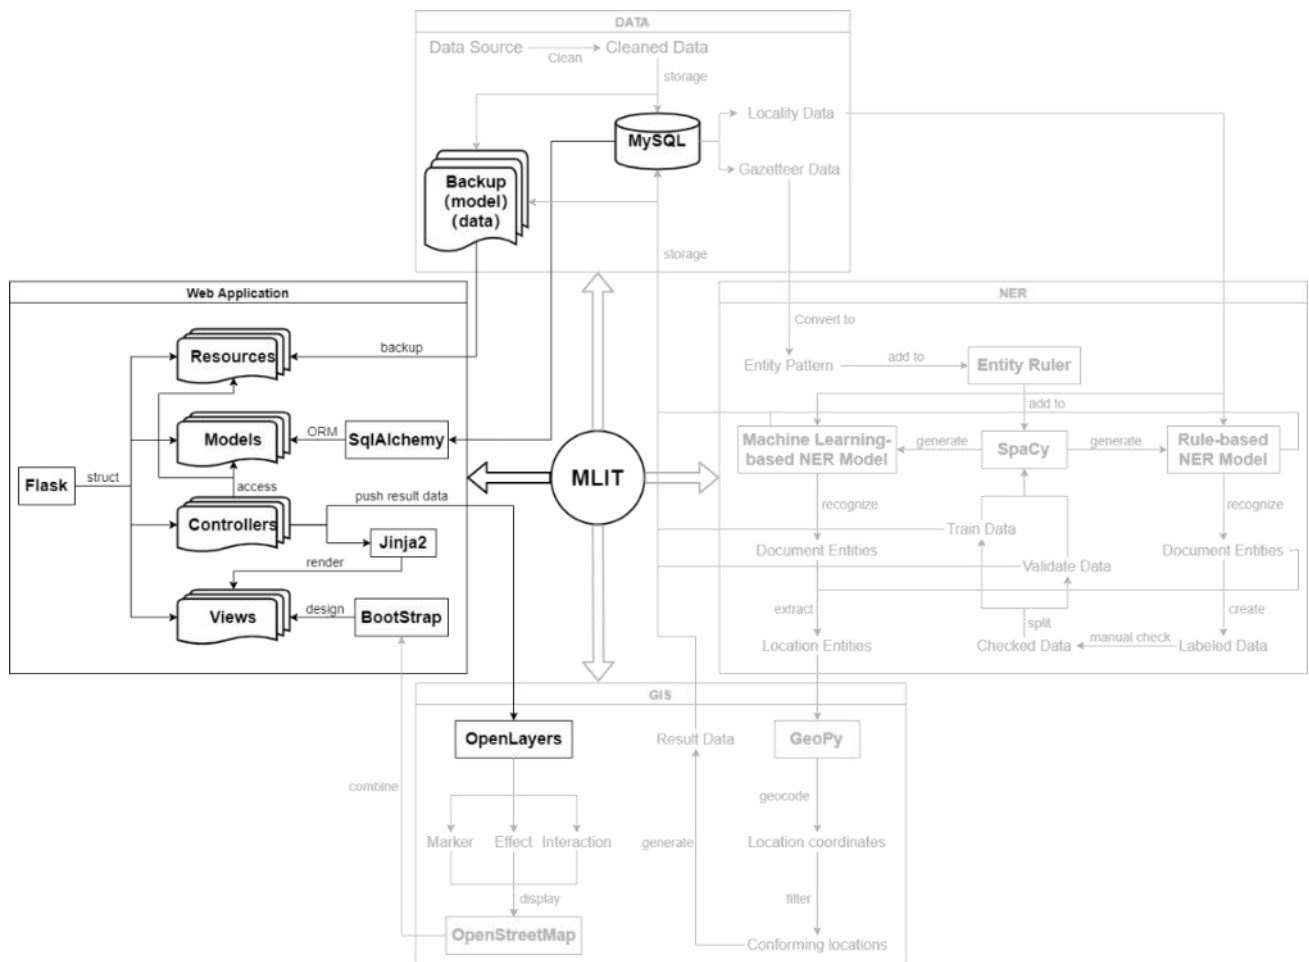 DATA
Data Source
Clean
Cleaned Data
storage
Locality Data
MySQL
Gazetteer Data
Backup
(model)
(data)
storage
Web Application
Resources
backup
Models
ORM
SqlAlchemy
Flask
struct
access
push result data
Controllers
Jinja2
render
Views
design
BootStrap
MLIT
NER
Convert to
Entity Pattern
add to
Entity Ruler
add to
Machine Learning-
based NER Model
generate
SpaCy
generate
Rule-based
NER Model
recognize
recognize
Train Data
Document Entities
Document Entities
Validate Data
extract
split
create
Location Entities
Checked Data
manual check
Labeled Data
GIS
OpenLayers
Result Data
GeoPy
combine
geocode
Marker
Effect
Interaction
generate
Location coordinates
display
filter
OpenStreetMap
Conforming locations